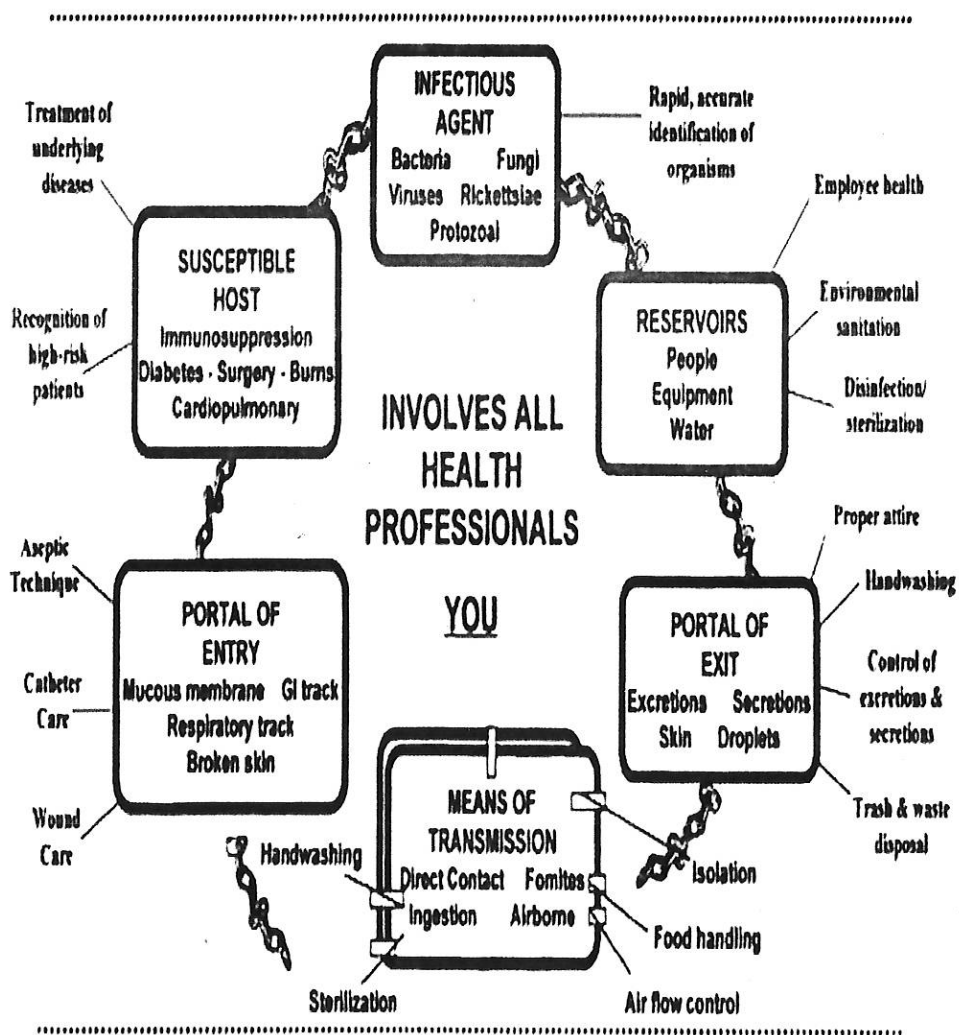 INFECTIOUS
AGENT
Bacteria Fungi
Viruses Rickettsiae
Protozoal
Rapid, accurate
identification of
organisms
Treatment of
underlying
diseases
Recognition of
high-risk
patients
SUSCEPTIBLE
HOST
Immunosuppression
Diabetes - Surgery - Burns
Cardiopulmonary
Employee health
Environmental
sanitation
Disinfection/
sterilization
RESERVOIRS
People
Equipment
Water
INVOLVES ALL
HEALTH
PROFESSIONALS
YOU
Aseptic
Technique
Catheter
Care
Wound
Care
PORTAL OF
ENTRY
Mucous membrane GI track
Respiratory track
Broken skin
PORTAL OF
EXIT
Excretions Secretions
Skin Droplets
Proper attire
Handwashing
Control of
excretions &
secretions
Trash & waste
disposal
MEANS OF
TRANSMISSION
Direct Contact Fomites
Ingestion Airborne
Handwashing
Sterilization
Isolation
Food handling
Air flow control